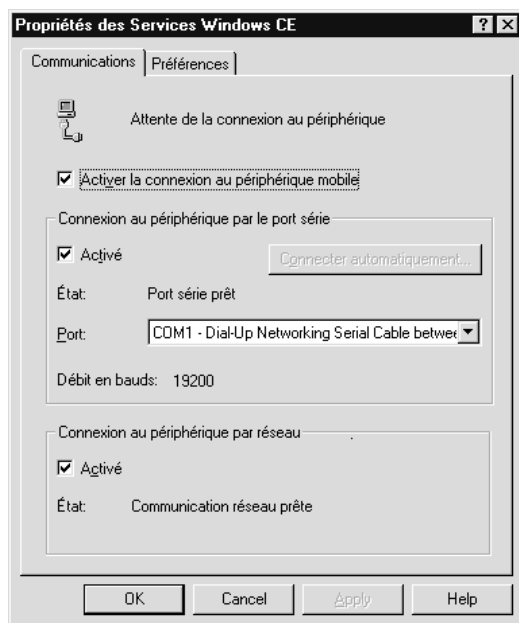 Propriétés des Services Windows CE
Communications Préférences
Attente de la connexion au périphérique
Activer la connexion au périphérique mobile
Connexion au périphérique par le port série
Activé Connecter automatiquement...
État: Port série prêt
Port: COM1 - Dial-Up Networking Serial Cable betwee
Débit en bauds: 19200
Connexion au périphérique par réseau
Activé
État: Communication réseau prête
OK Cancel Apply Help